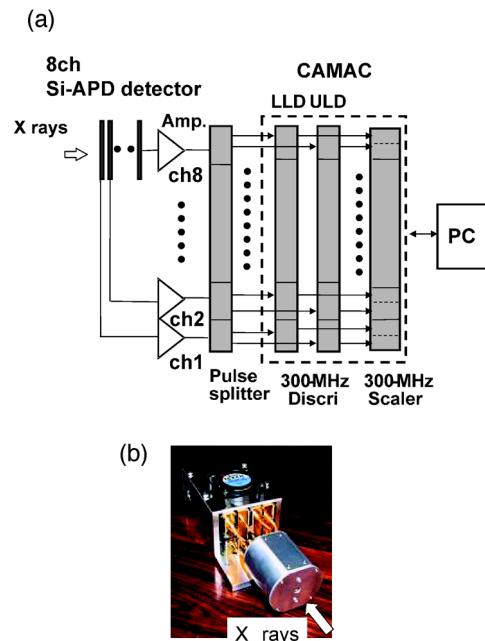 (a)
8ch
Si-APD detector
CAMAC
LLD ULD
X rays
Amp.
ch8
PC
ch2
ch1
Pulse
splitter
300-MHz
Discri
300-MHz
Scaler
(b)
X rays